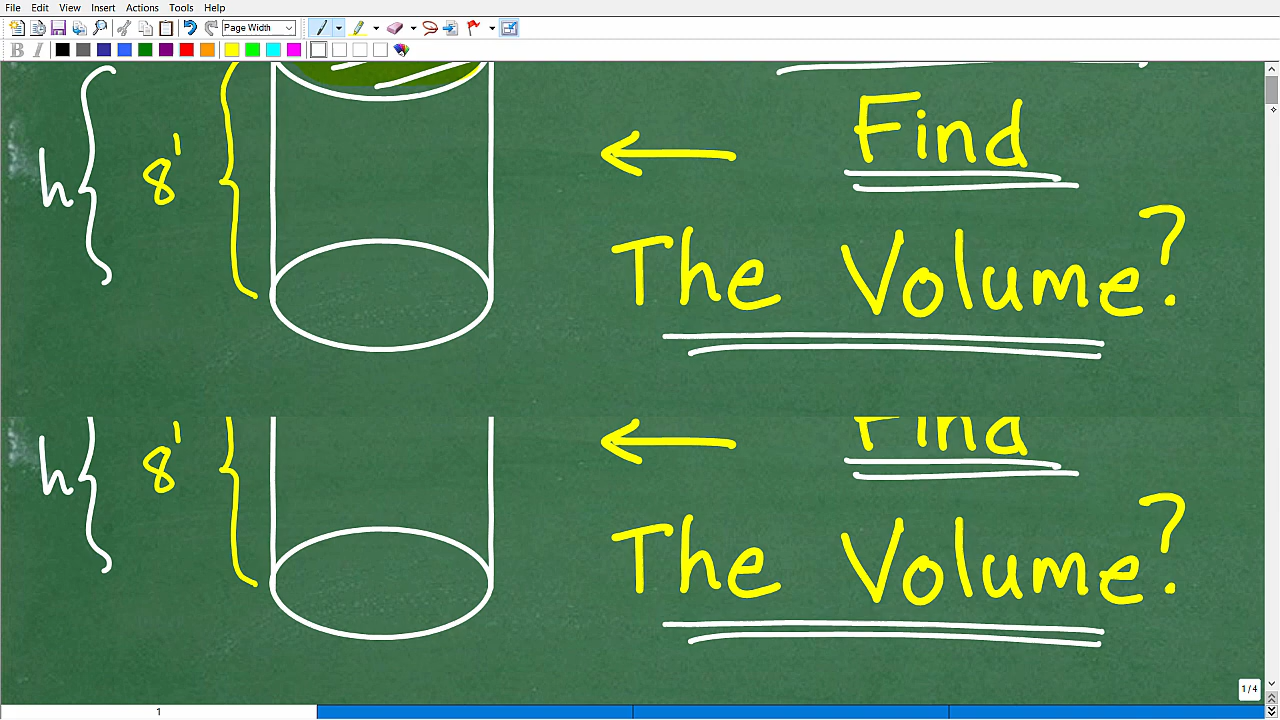 File Edit View Insert Actions Tools Help
Page Width
B I
h 8'
Find
The Volume?
h 8'
Find
The Volume?
1/4
1